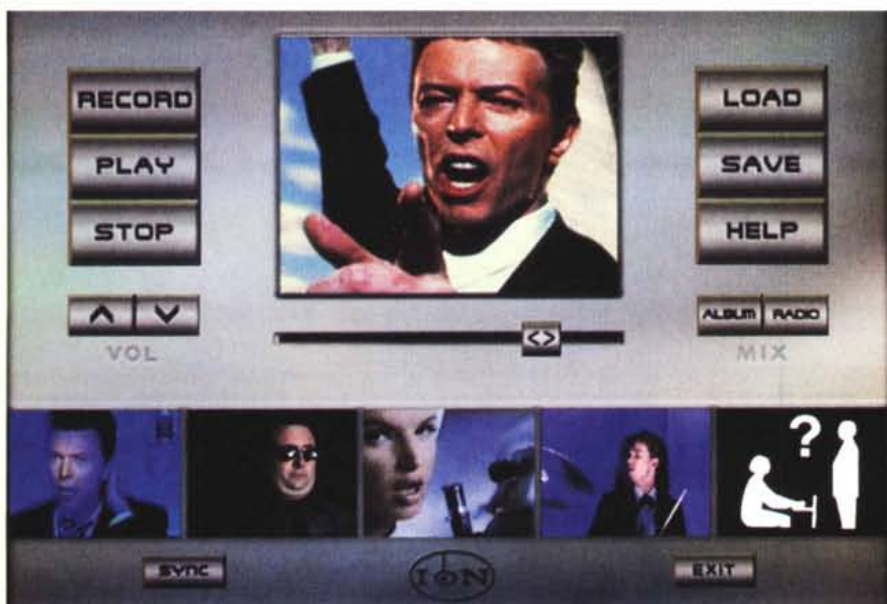 RECORD
PLAY
STOP
VOL
LOAD
SAVE
HELP
ALBUM RADIO
MIX
?
SYNC
ION
EXIT